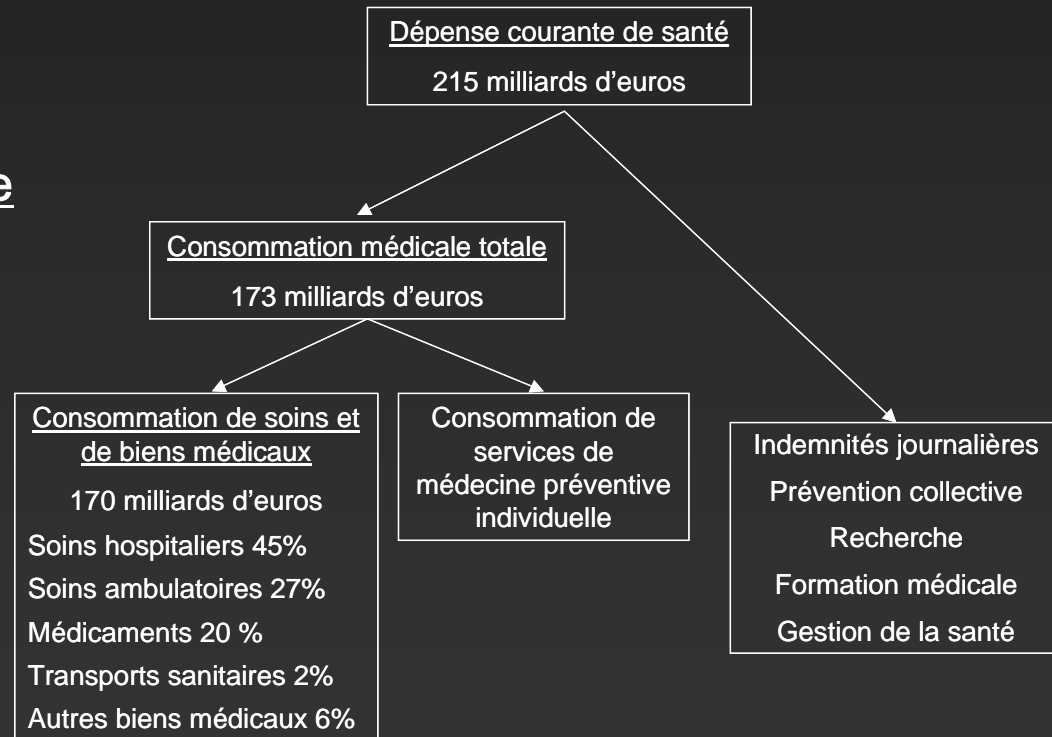 Dépense courante de santé
215 milliards d'euros
e
Consommation médicale totale
173 milliards d'euros
Consommation de soins et
de biens médicaux
170 milliards d'euros
Soins hospitaliers 45%
Soins ambulatoires 27%
Médicaments 20 %
Transports sanitaires 2%
Autres biens médicaux 6%
Consommation de
services de
médecine préventive
individuelle
Indemnités journalières
Prévention collective
Recherche
Formation médicale
Gestion de la santé